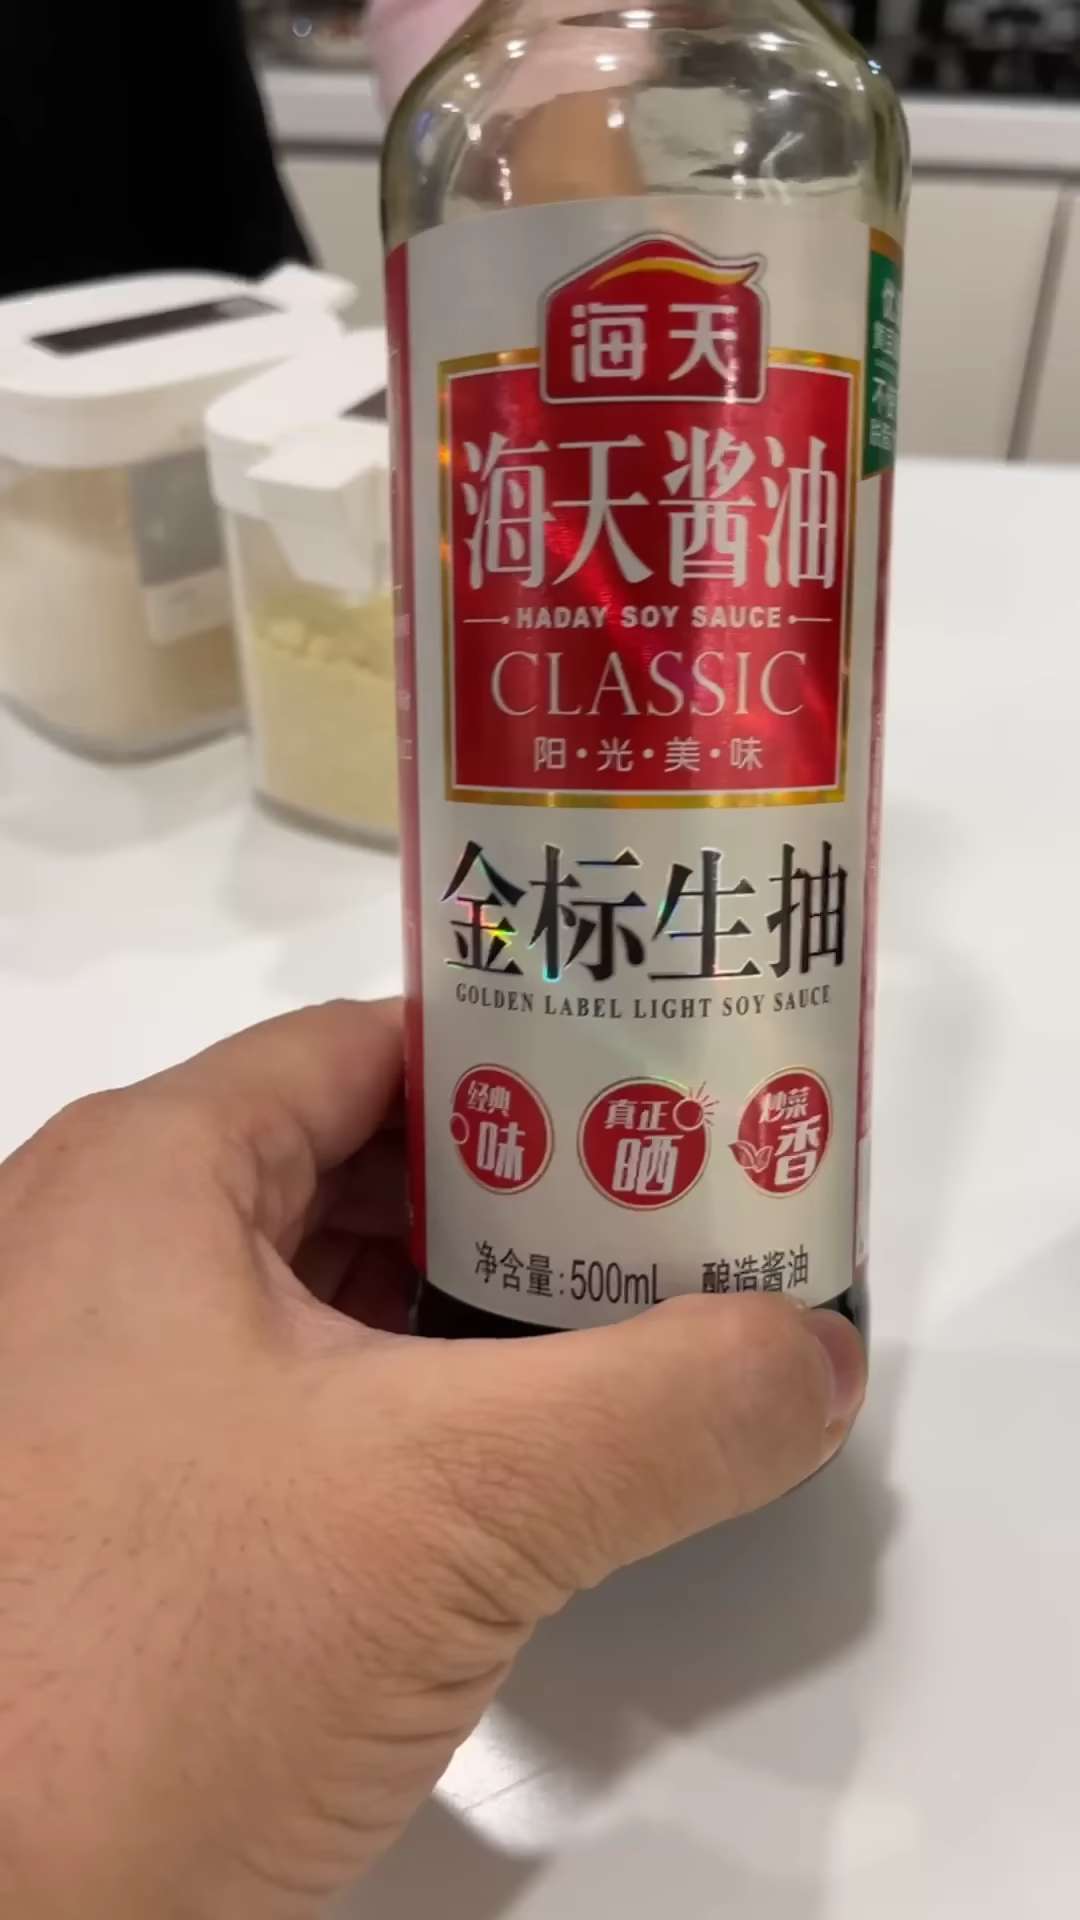 海天
海天酱油
HADAY SOY SAUCE
CLASSIC
阳·光·美·味
金标生抽
GOLDEN LABEL LIGHT SOY SAUCE
经典
味
真正
晒
炒菜
香
净含量:500mL 酿造酱油